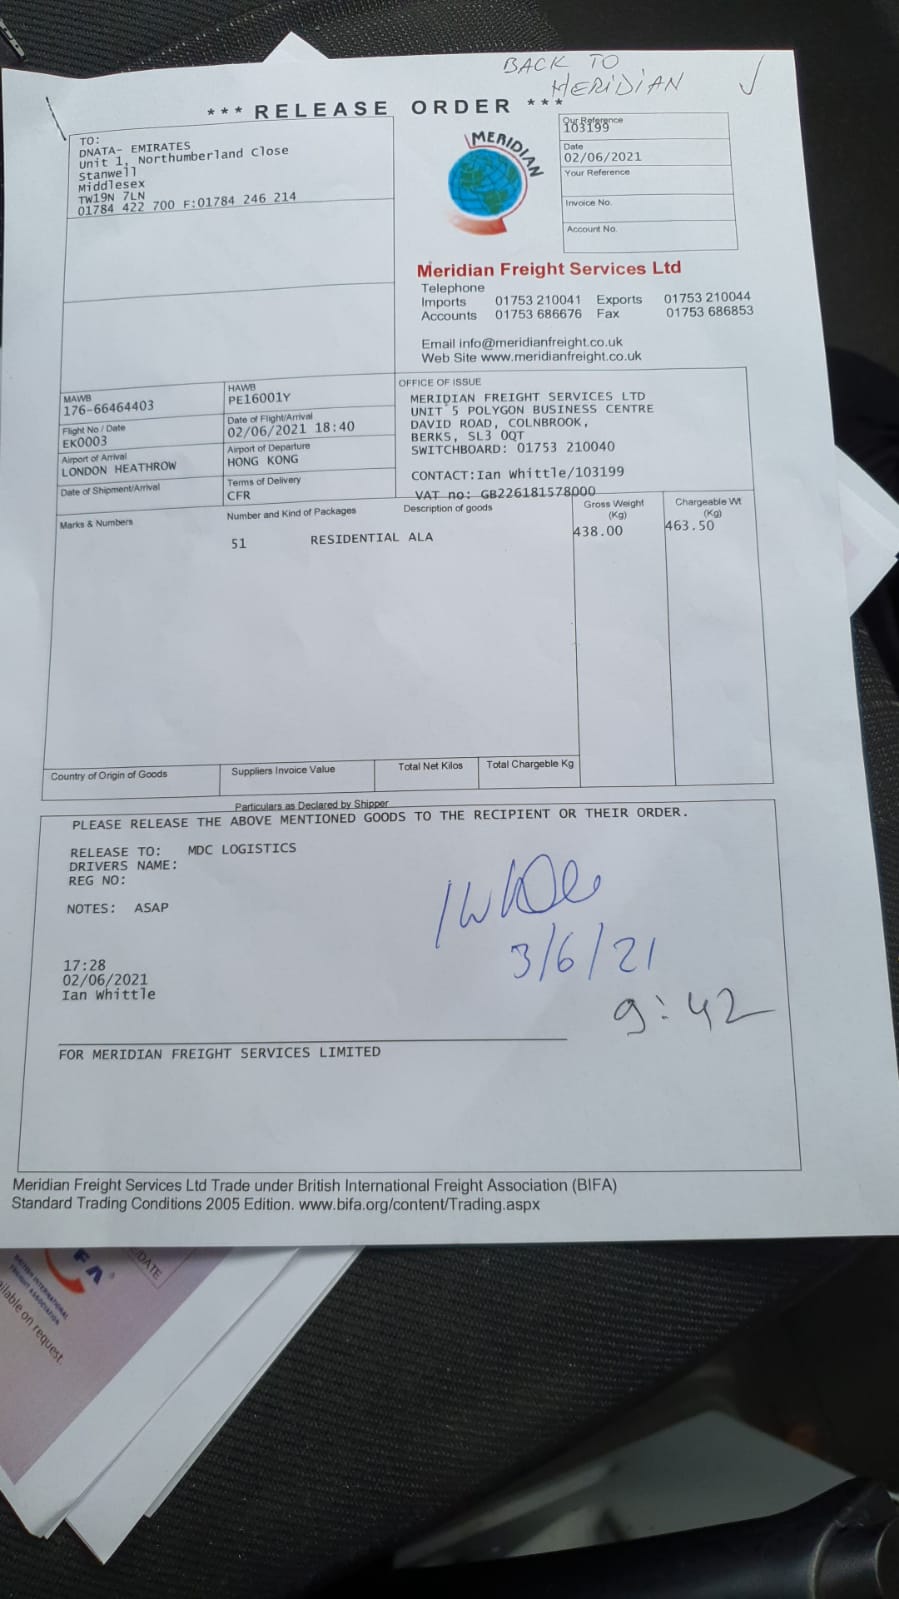 BACK TO
MERIDIAN
*** RELEASE ORDER ***
TO:
DNATA- EMIRATES
Unit 1, Northumberland Close
Stanwell
Middlesex
TW19N 7LN
01784 422 700 F:01784 246 214
MERIDIAN
Our Reference
103199
Date
02/06/2021
Your Reference
Invoice No.
Account No.
Meridian Freight Services Ltd
Telephone
Imports 01753 210041 Exports 01753 210044
Accounts 01753 686676 Fax 01753 686853
Email info@meridianfreight.co.uk
Web Site www.meridianfreight.co.uk
MAWB
176-66464403
HAWB
PE16001Y
Flight No / Date
EK0003
Date of Flight/Arrival
02/06/2021 18:40
Airport of Arrival
LONDON HEATHROW
Airport of Departure
HONG KONG
Date of Shipment/Arrival
Terms of Delivery
CFR
OFFICE OF ISSUE
MERIDIAN FREIGHT SERVICES LTD
UNIT 5 POLYGON BUSINESS CENTRE
DAVID ROAD, COLNBROOK,
BERKS, SL3 0QT
SWITCHBOARD: 01753 210040
CONTACT:Ian Whittle/103199
VAT no: GB226181578000
Marks & Numbers
Number and Kind of Packages
Description of goods
Gross Weight
(Kg)
Chargeable Wt
(Kg)
51 RESIDENTIAL ALA
438.00
463.50
Country of Origin of Goods
Suppliers Invoice Value
Total Net Kilos
Total Chargeble Kg
Particulars as Declared by Shipper
PLEASE RELEASE THE ABOVE MENTIONED GOODS TO THE RECIPIENT OR THEIR ORDER.
RELEASE TO: MDC LOGISTICS
DRIVERS NAME:
REG NO:
NOTES: ASAP
3/6/21
9:42
17:28
02/06/2021
Ian Whittle
FOR MERIDIAN FREIGHT SERVICES LIMITED
Meridian Freight Services Ltd Trade under British International Freight Association (BIFA)
Standard Trading Conditions 2005 Edition. www.bifa.org/content/Trading.aspx
FA
BRITISH INTERNATIONAL
FREIGHT ASSOCIATION
on request.